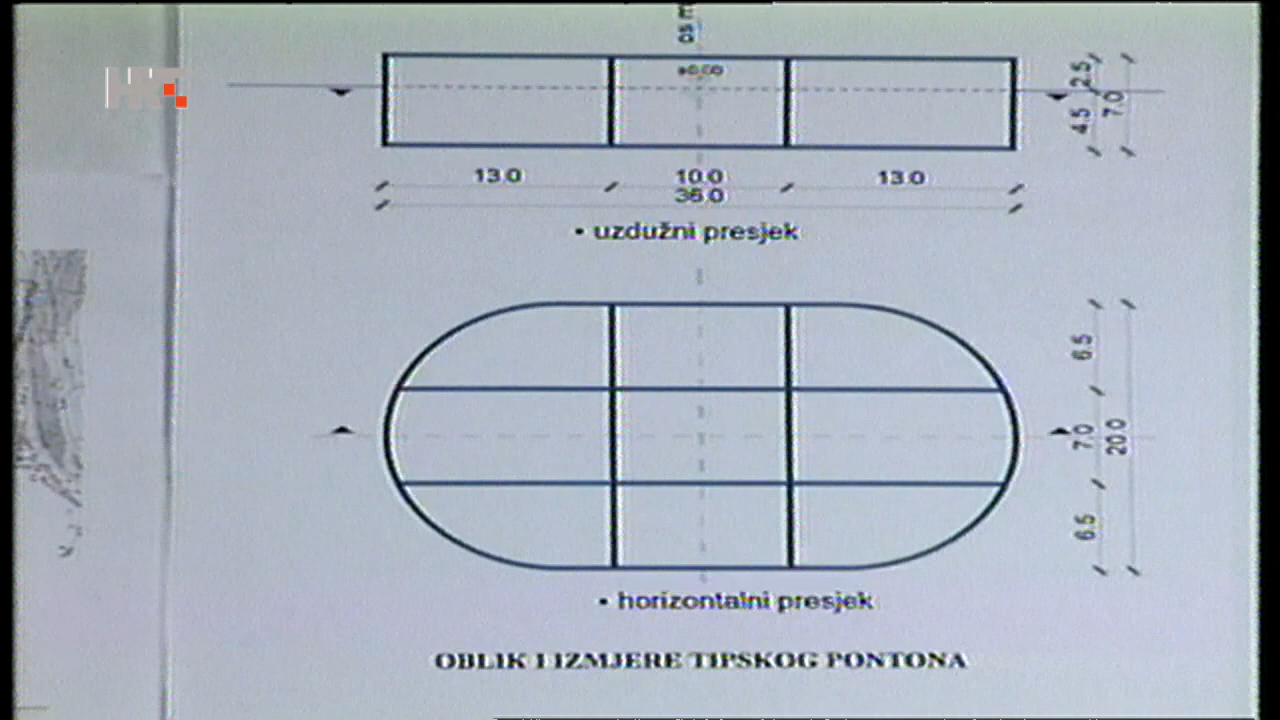 os m
HRT
±0,00
2.5
4.5
7.0
13.0 10.0 13.0
36.0
• uzdužni presjek
6.5
7.0
20.0
6.5
• horizontalni presjek
OBLIK I IZMJERE TIPSKOG PONTONA